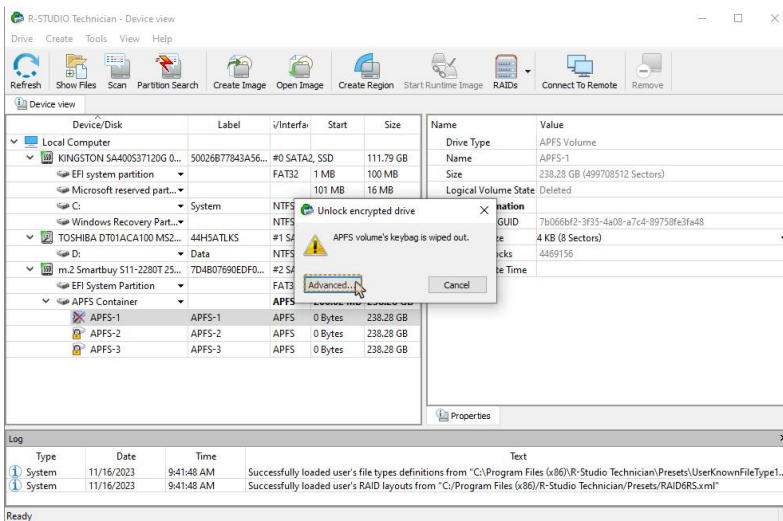 R-STUDIO Technician - Device view
Drive Create Tools View Help
Refresh Show Files Scan Partition Search Create Image Open Image Create Region Start Runtime Image RAIDs Connect To Remote Remove
Device view
Device/Disk Label /Interfa Start Size
Local Computer
KINGSTON SA400S37120G 0... 50026B77843A56... #0 SATA2, SSD 111.79 GB
EFI system partition FAT32 1 MB 100 MB
Microsoft reserved part... 101 MB 16 MB
C: System NTFS
Windows Recovery Part... NTFS
TOSHIBA DT01ACA100 MS2... 44H5ATLKS #1 SA
D: Data NTFS
m.2 Smartbuy S11-2280T 25... 7D4B07690EDF0... #2 SA
EFI System Partition FAT3
APFS Container APFS
APFS-1 APFS-1 APFS 0 Bytes 238.28 GB
APFS-2 APFS-2 APFS 0 Bytes 238.28 GB
APFS-3 APFS-3 APFS 0 Bytes 238.28 GB
Name Value
Drive Type APFS Volume
Name APFS-1
Size 238.28 GB (499708512 Sectors)
Logical Volume State Deleted
mation
GUID 7b066bf2-3f35-4a08-a7c4-89758fe3fa48
ze 4 KB (8 Sectors)
cks 4469156
te Time
Unlock encrypted drive
APFS volume's keybag is wiped out.
Advanced... Cancel
Properties
Log
Type Date Time Text
System 11/16/2023 9:41:48 AM Successfully loaded user's file types definitions from "C:\Program Files (x86)\R-Studio Technician\Presets\UserKnownFileType1...
System 11/16/2023 9:41:48 AM Successfully loaded user's RAID layouts from "C:/Program Files (x86)/R-Studio Technician/Presets/RAID6RS.xml"
Ready